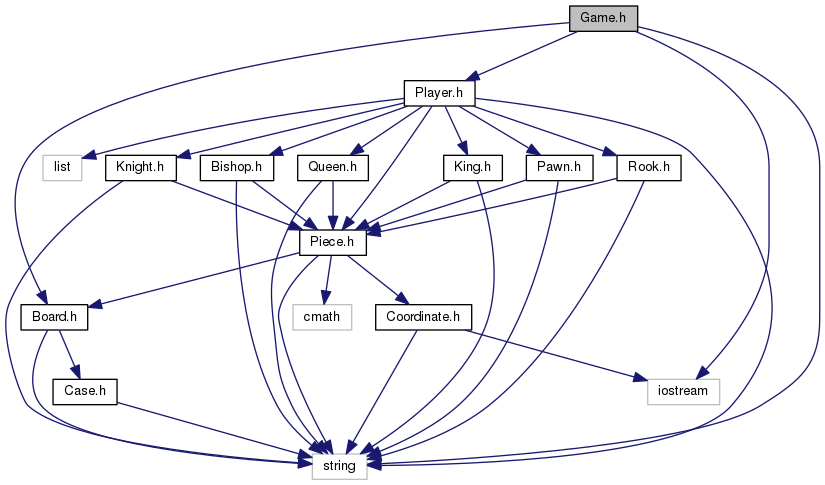 Game.h
Player.h
list
Knight.h
Bishop.h
Queen.h
King.h
Pawn.h
Rook.h
Piece.h
Board.h
cmath
Coordinate.h
Case.h
iostream
string